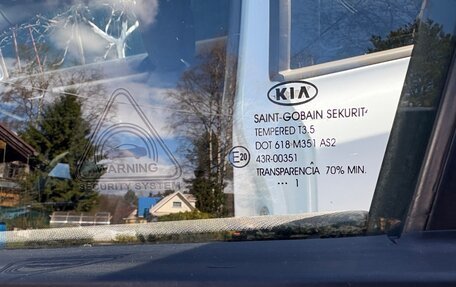 KIA
SAINT-GOBAIN SEKURIT
TEMPERED T3.5
DOT 618-M351 AS2
E20
43R-00351
TRANSPARENCIA 70% MIN.
... 1
WARNING
SECURITY SYSTEM